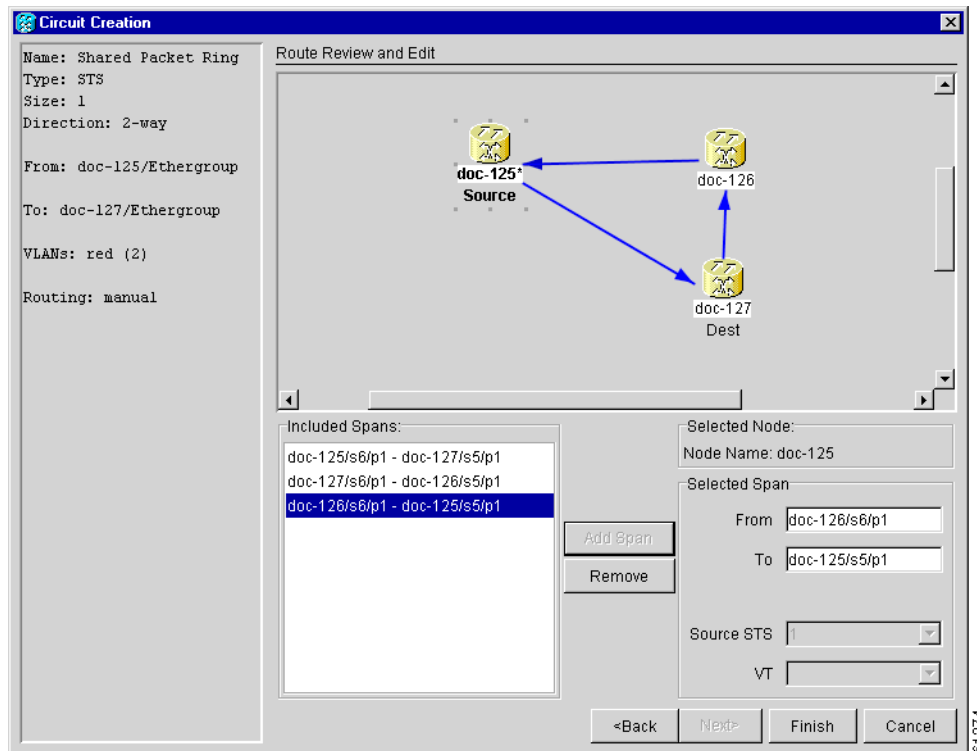 Circuit Creation
Name: Shared Packet Ring
Type: STS
Size: 1
Direction: 2-way
From: doc-125/Ethergroup
To: doc-127/Ethergroup
VLANs: red (2)
Routing: manual
Route Review and Edit
doc-125*
Source
doc-126
doc-127
Dest
Included Spans:
doc-125/s6/p1 - doc-127/s5/p1
doc-127/s6/p1 - doc-126/s5/p1
doc-126/s6/p1 - doc-125/s5/p1
Add Span
Remove
Selected Node:
Node Name: doc-125
Selected Span
From doc-126/s6/p1
To doc-125/s5/p1
Source STS 1
VT
<Back Next> Finish Cancel